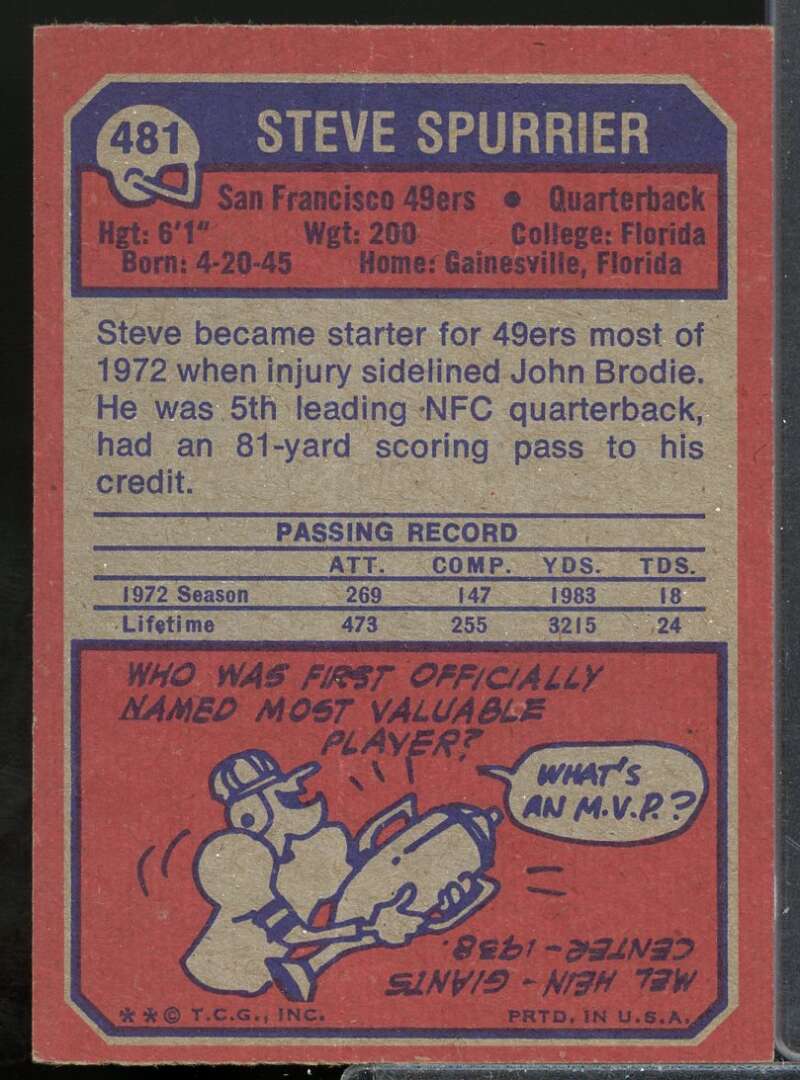 481 STEVE SPURRIER
San Francisco 49ers • Quarterback
Hgt: 6'1" Wgt: 200 College: Florida
Born: 4-20-45 Home: Gainesville, Florida
Steve became starter for 49ers most of
1972 when injury sidelined John Brodie.
He was 5th leading NFC quarterback,
had an 81-yard scoring pass to his
credit.
PASSING RECORD
ATT. COMP. YDS. TDS.
1972 Season 269 147 1983 18
Lifetime 473 255 3215 24
WHO WAS FIRST OFFICIALLY
NAMED MOST VALUABLE
PLAYER?
WHAT'S
AN M.V.P.?
MEL HEIN - GIANTS
CENTER - 1938.
** © T.C.G., INC. PRTD. IN U.S.A.